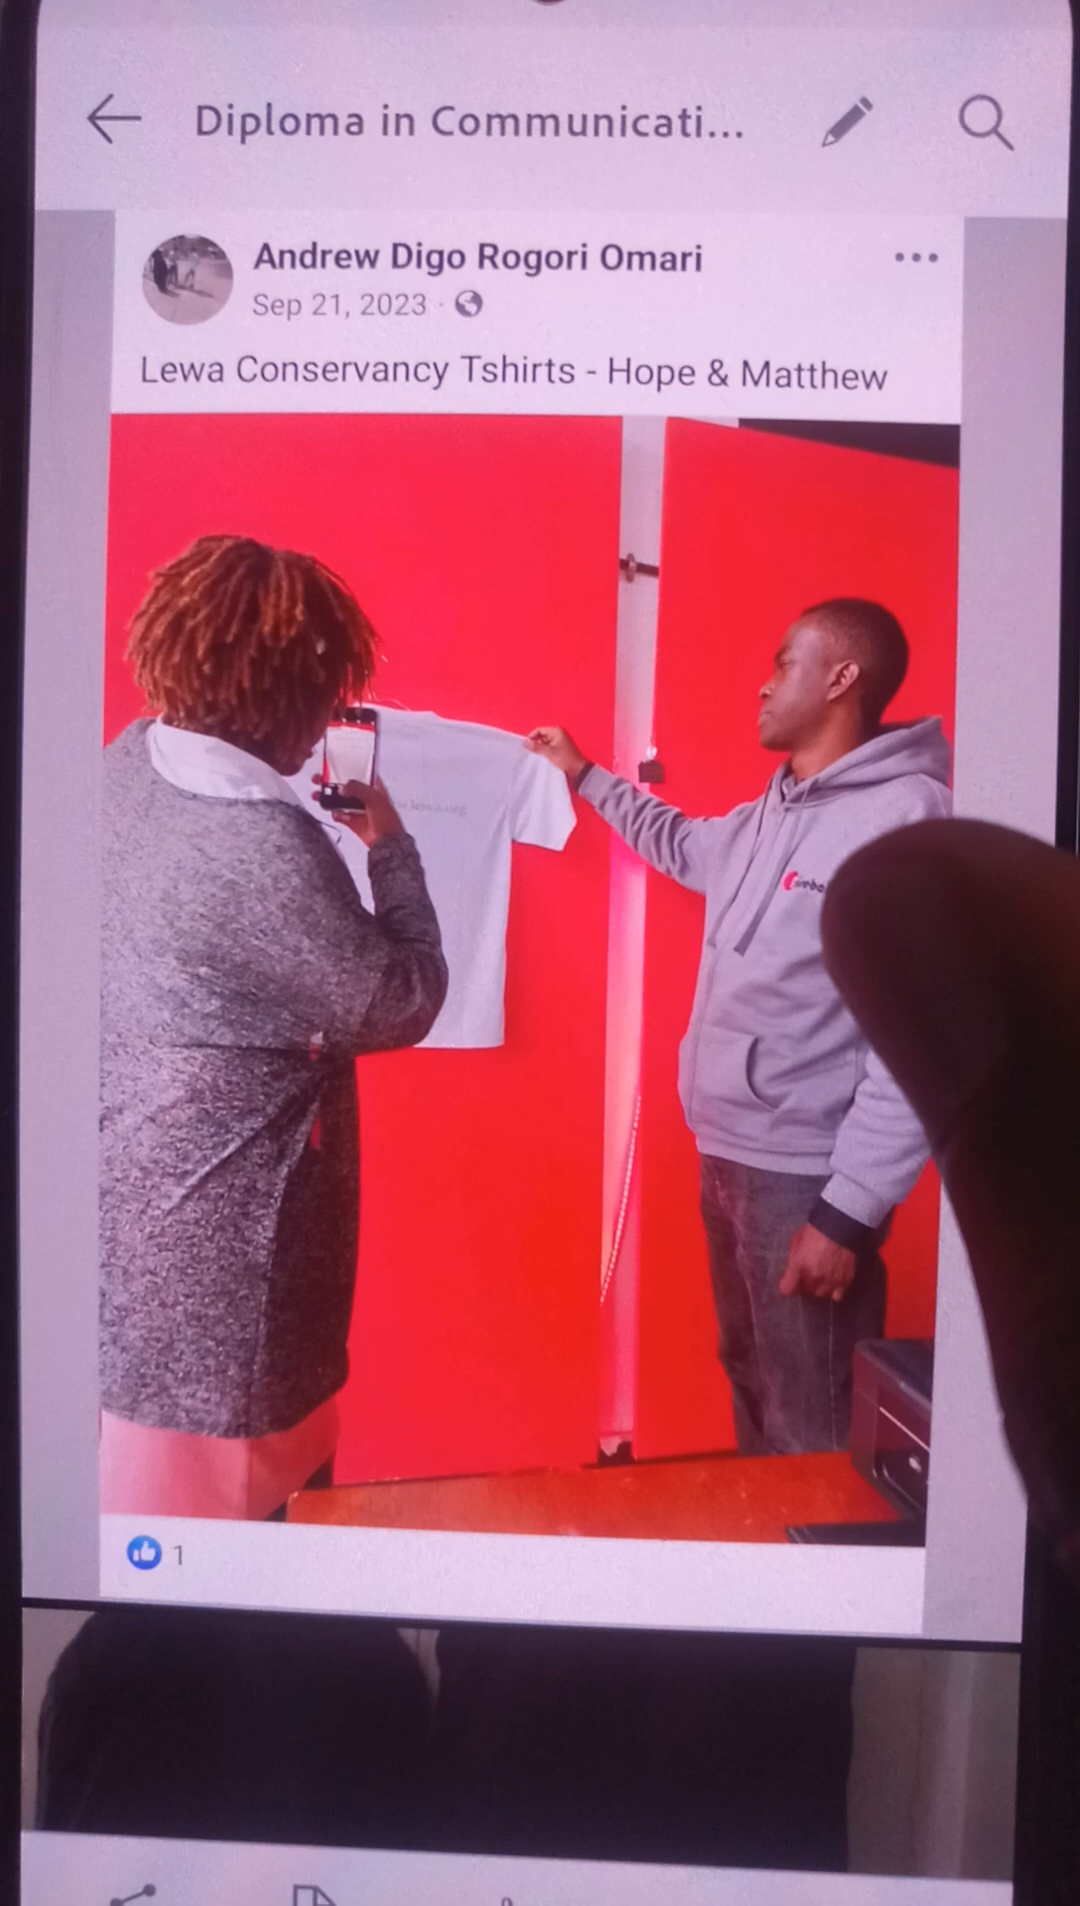 Diploma in Communicati...
Andrew Digo Rogori Omari
Sep 21, 2023 ·
Lewa Conservancy Tshirts - Hope & Matthew
1